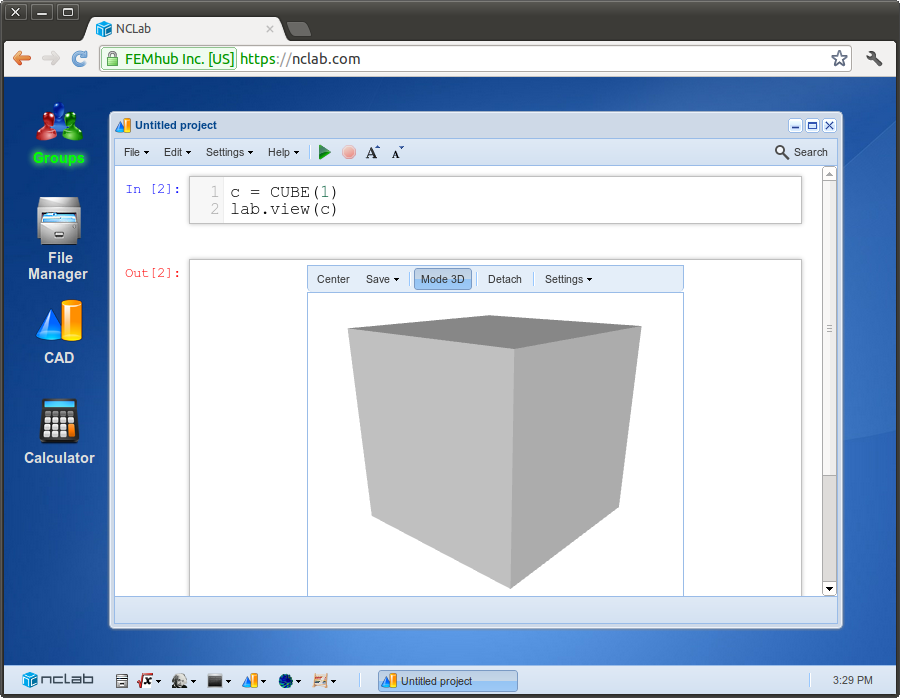 NCLab
FEMhub Inc. [US] https://nclab.com
Groups
File
Manager
CAD
Calculator
Untitled project
File Edit Settings Help A A Search
In [2]:
1 c = CUBE(1)
2 lab.view(c)
Out[2]:
Center Save Mode 3D Detach Settings
nclab
Untitled project
3:29 PM